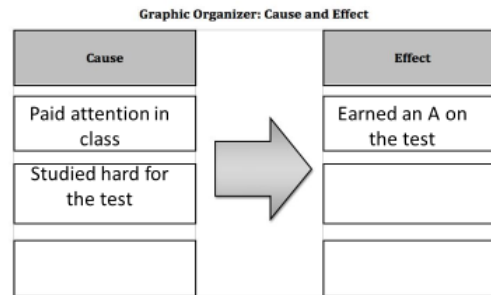 Graphic Organizer: Cause and Effect
Cause
Effect
Paid attention in
class
Earned an A on
the test
Studied hard for
the test